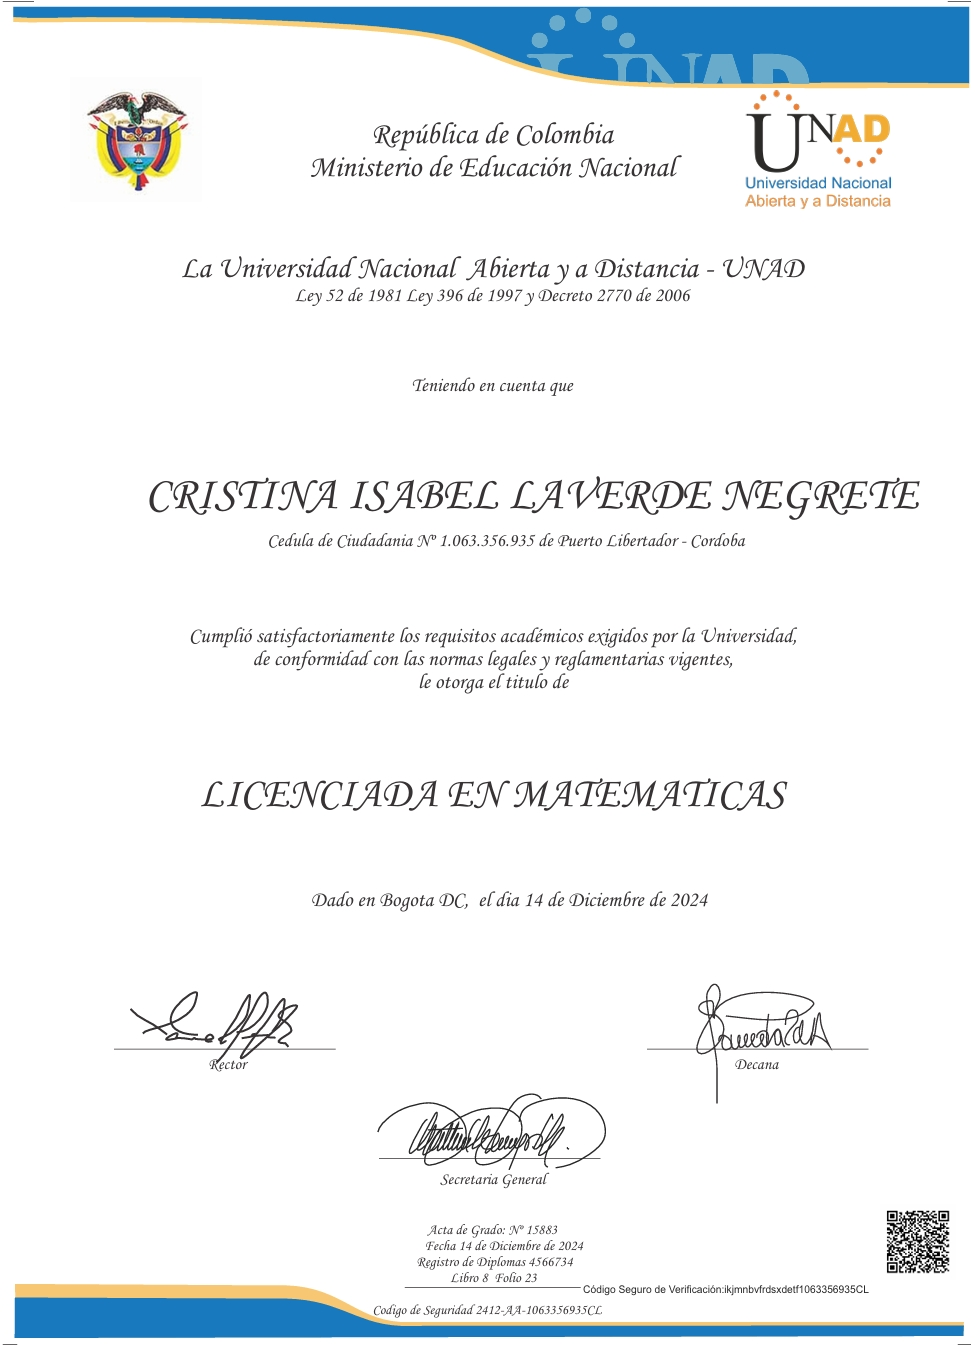 UNAD
República de Colombia
Ministerio de Educación Nacional
UNAD
Universidad Nacional
Abierta y a Distancia
La Universidad Nacional Abierta y a Distancia - UNAD
Ley 52 de 1981 Ley 396 de 1997 y Decreto 2770 de 2006
Teniendo en cuenta que
CRISTINA ISABEL LAVERDE NEGRETE
Cedula de Ciudadania Nº 1.063.356.935 de Puerto Libertador - Cordoba
Cumplió satisfactoriamente los requisitos académicos exigidos por la Universidad,
de conformidad con las normas legales y reglamentarias vigentes,
le otorga el titulo de
LICENCIADA EN MATEMATICAS
Dado en Bogota DC, el dia 14 de Diciembre de 2024
Rector
Decana
Secretaria General
Acta de Grado: Nº 15883
Fecha 14 de Diciembre de 2024
Registro de Diplomas 4566734
Libro 8 Folio 23
Código Seguro de Verificación:ikjmnbvfrdsxdetf1063356935CL
Codigo de Seguridad 2412-AA-1063356935CL